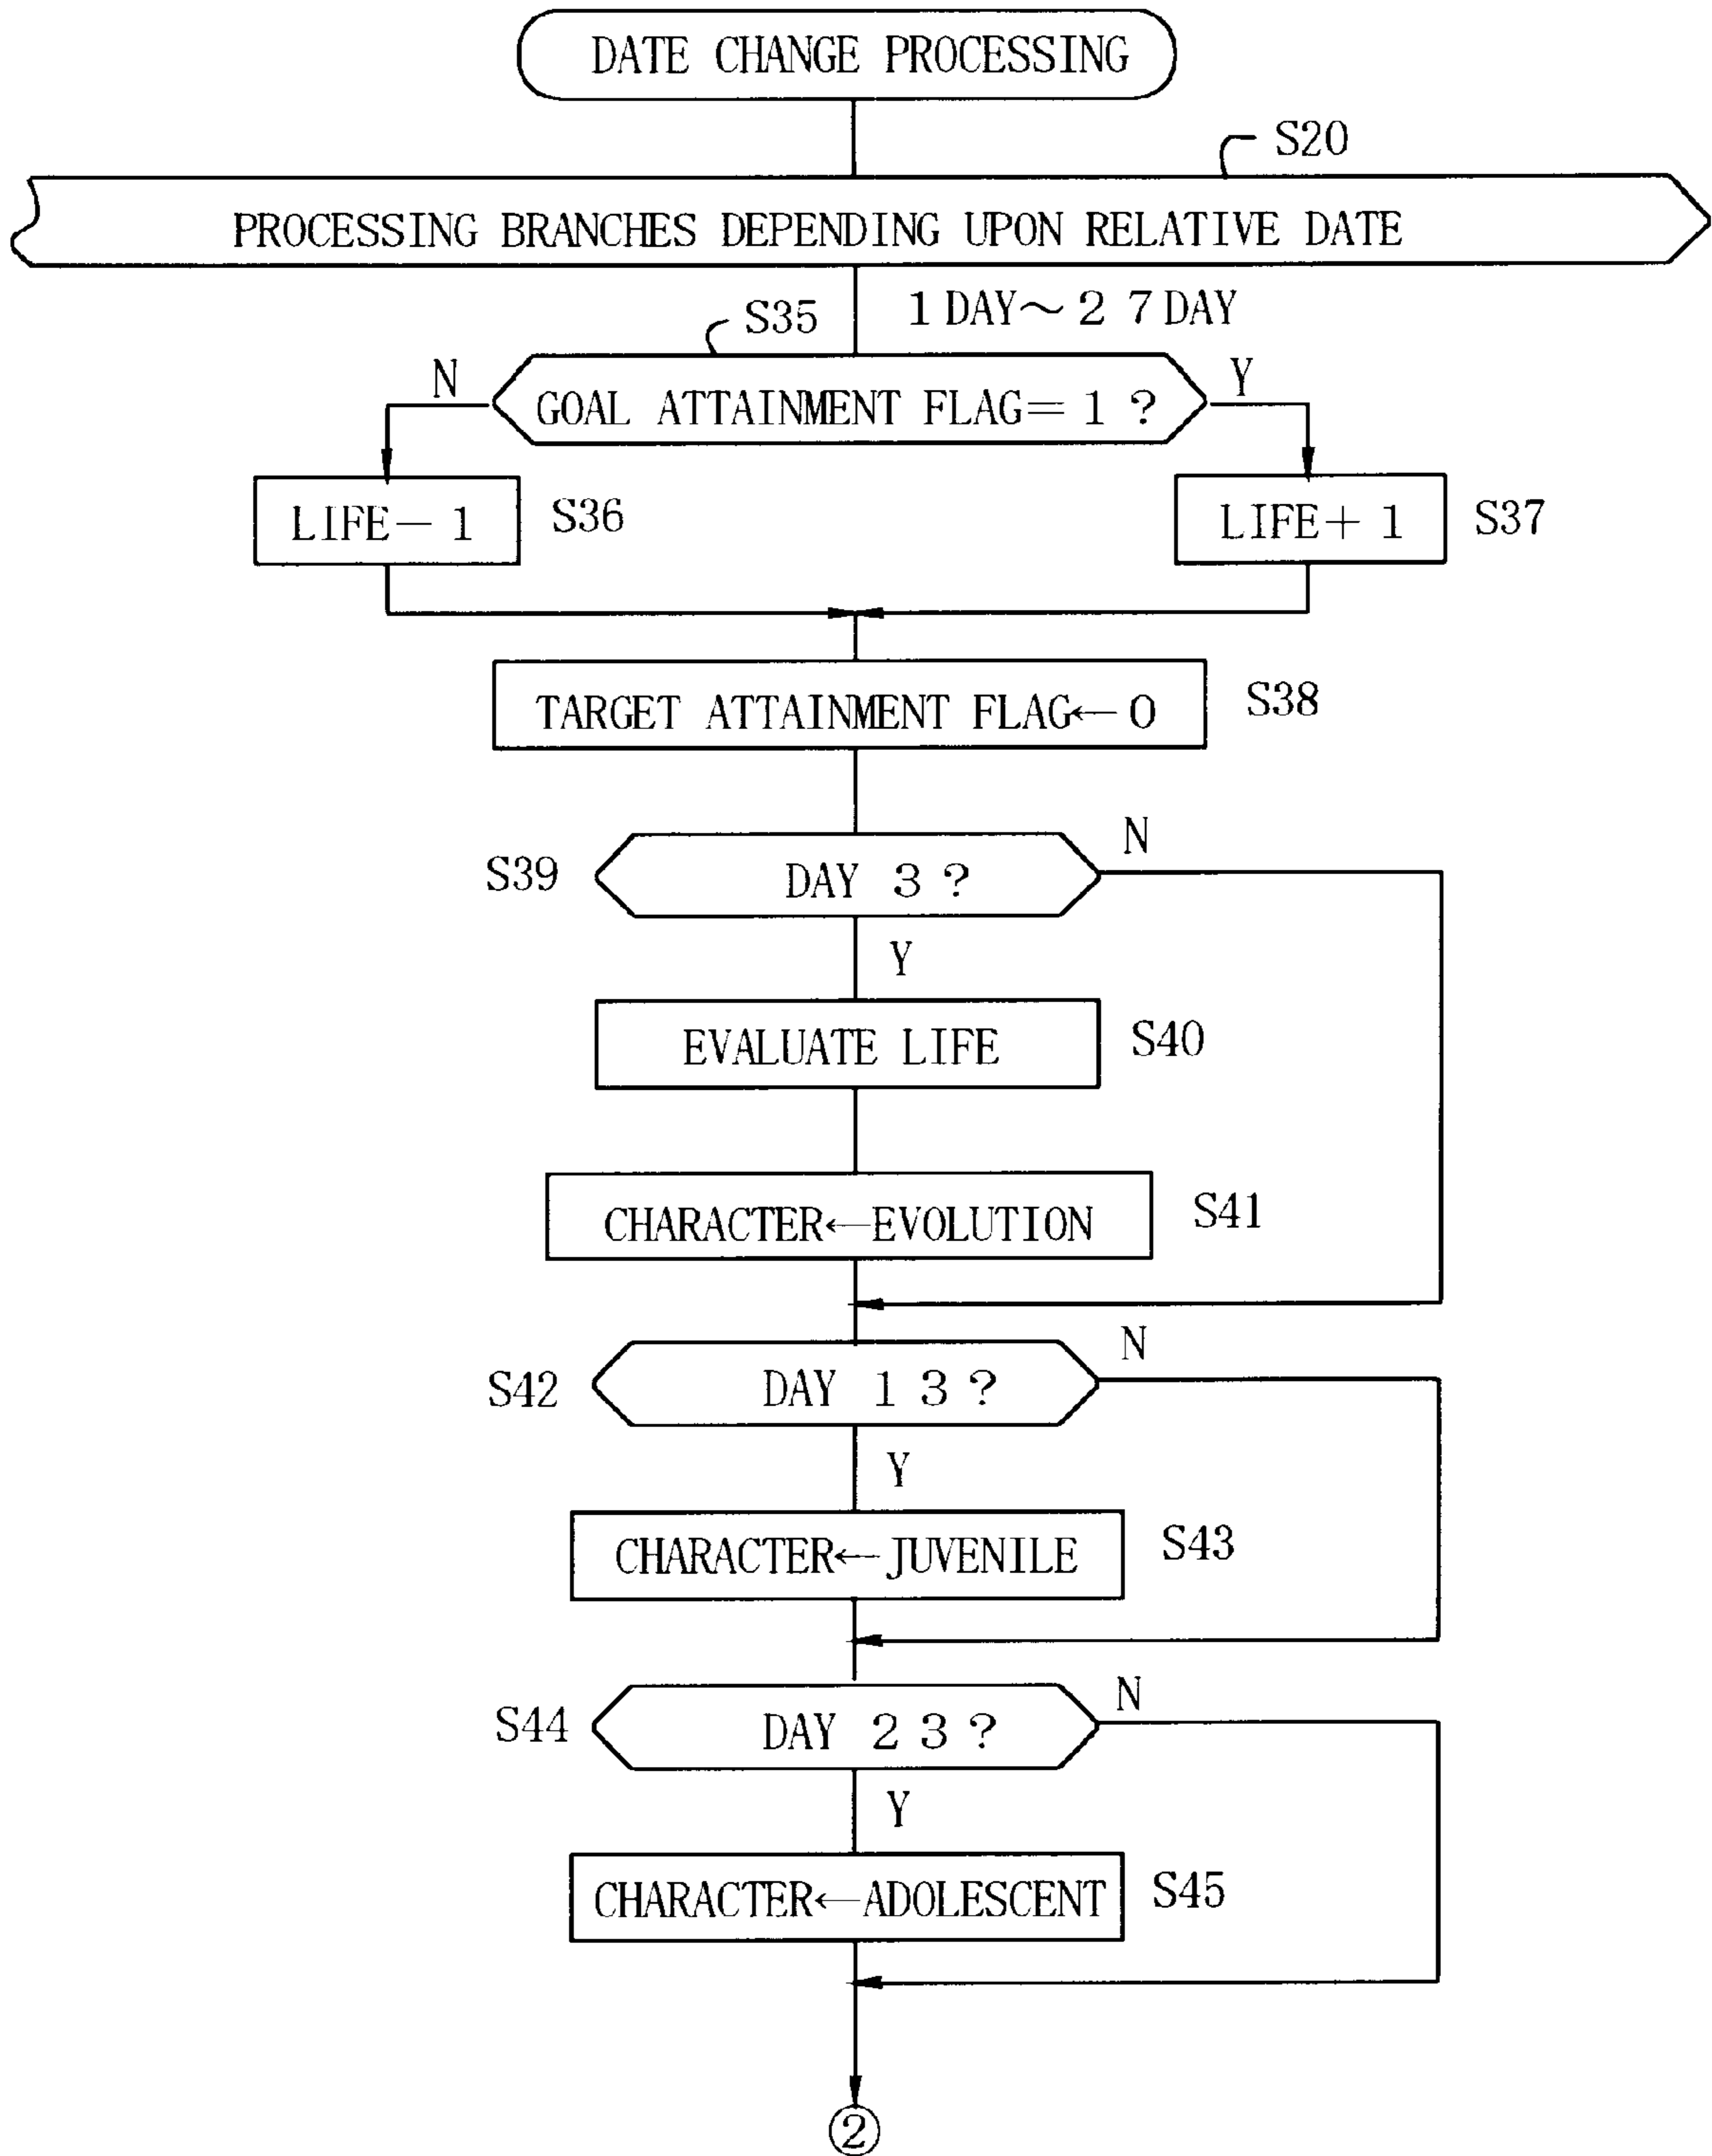 DATE CHANGE PROCESSING
S20
PROCESSING BRANCHES DEPENDING UPON RELATIVE DATE
S35
1 DAY～2 7 DAY
N
GOAL ATTAINMENT FLAG=1 ?
Y
LIFE-1
S36
LIFE+1
S37
TARGET ATTAINMENT FLAG←0
S38
S39
DAY 3 ?
N
Y
EVALUATE LIFE
S40
CHARACTER←EVOLUTION
S41
S42
DAY 1 3 ?
N
Y
CHARACTER←JUVENILE
S43
S44
DAY 2 3 ?
N
Y
CHARACTER←ADOLESCENT
S45
②